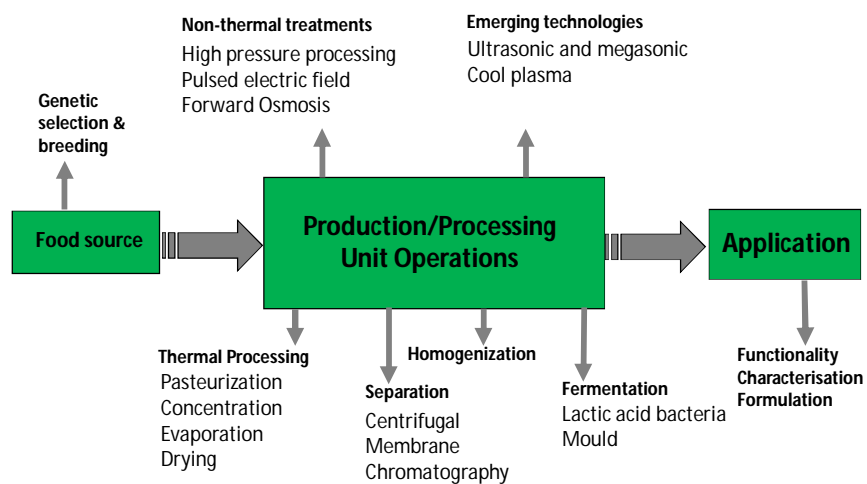 Non-thermal treatments
High pressure processing
Pulsed electric field
Forward Osmosis
Emerging technologies
Ultrasonic and megasonic
Cool plasma
Genetic
selection &
breeding
Food source
Production/Processing
Unit Operations
Application
Thermal Processing
Pasteurization
Concentration
Evaporation
Drying
Separation
Centrifugal
Membrane
Chromatography
Homogenization
Fermentation
Lactic acid bacteria
Mould
Functionality
Characterisation
Formulation